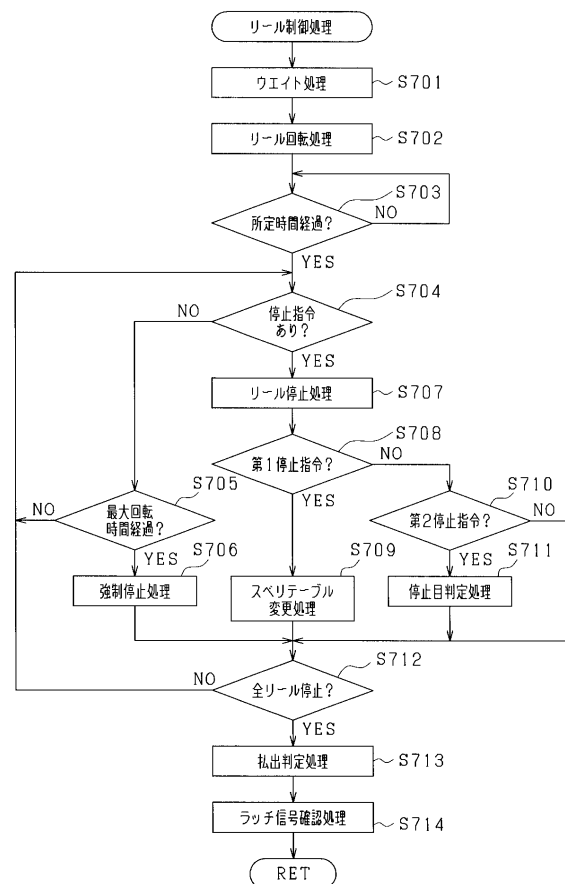 リール制御処理
ウエイト処理
S701
リール回転処理
S702
S703
所定時間経過?
NO
YES
S704
NO
停止指令
あり?
YES
リール停止処理
S707
S708
第1停止指令?
NO
YES
S705
NO
最大回転
時間経過?
YES
S710
第2停止指令?
NO
YES
S706
強制停止処理
S709
スベリテーブル
変更処理
S711
停止目判定処理
S712
NO
全リール停止?
YES
払出判定処理
S713
ラッチ信号確認処理
S714
RET